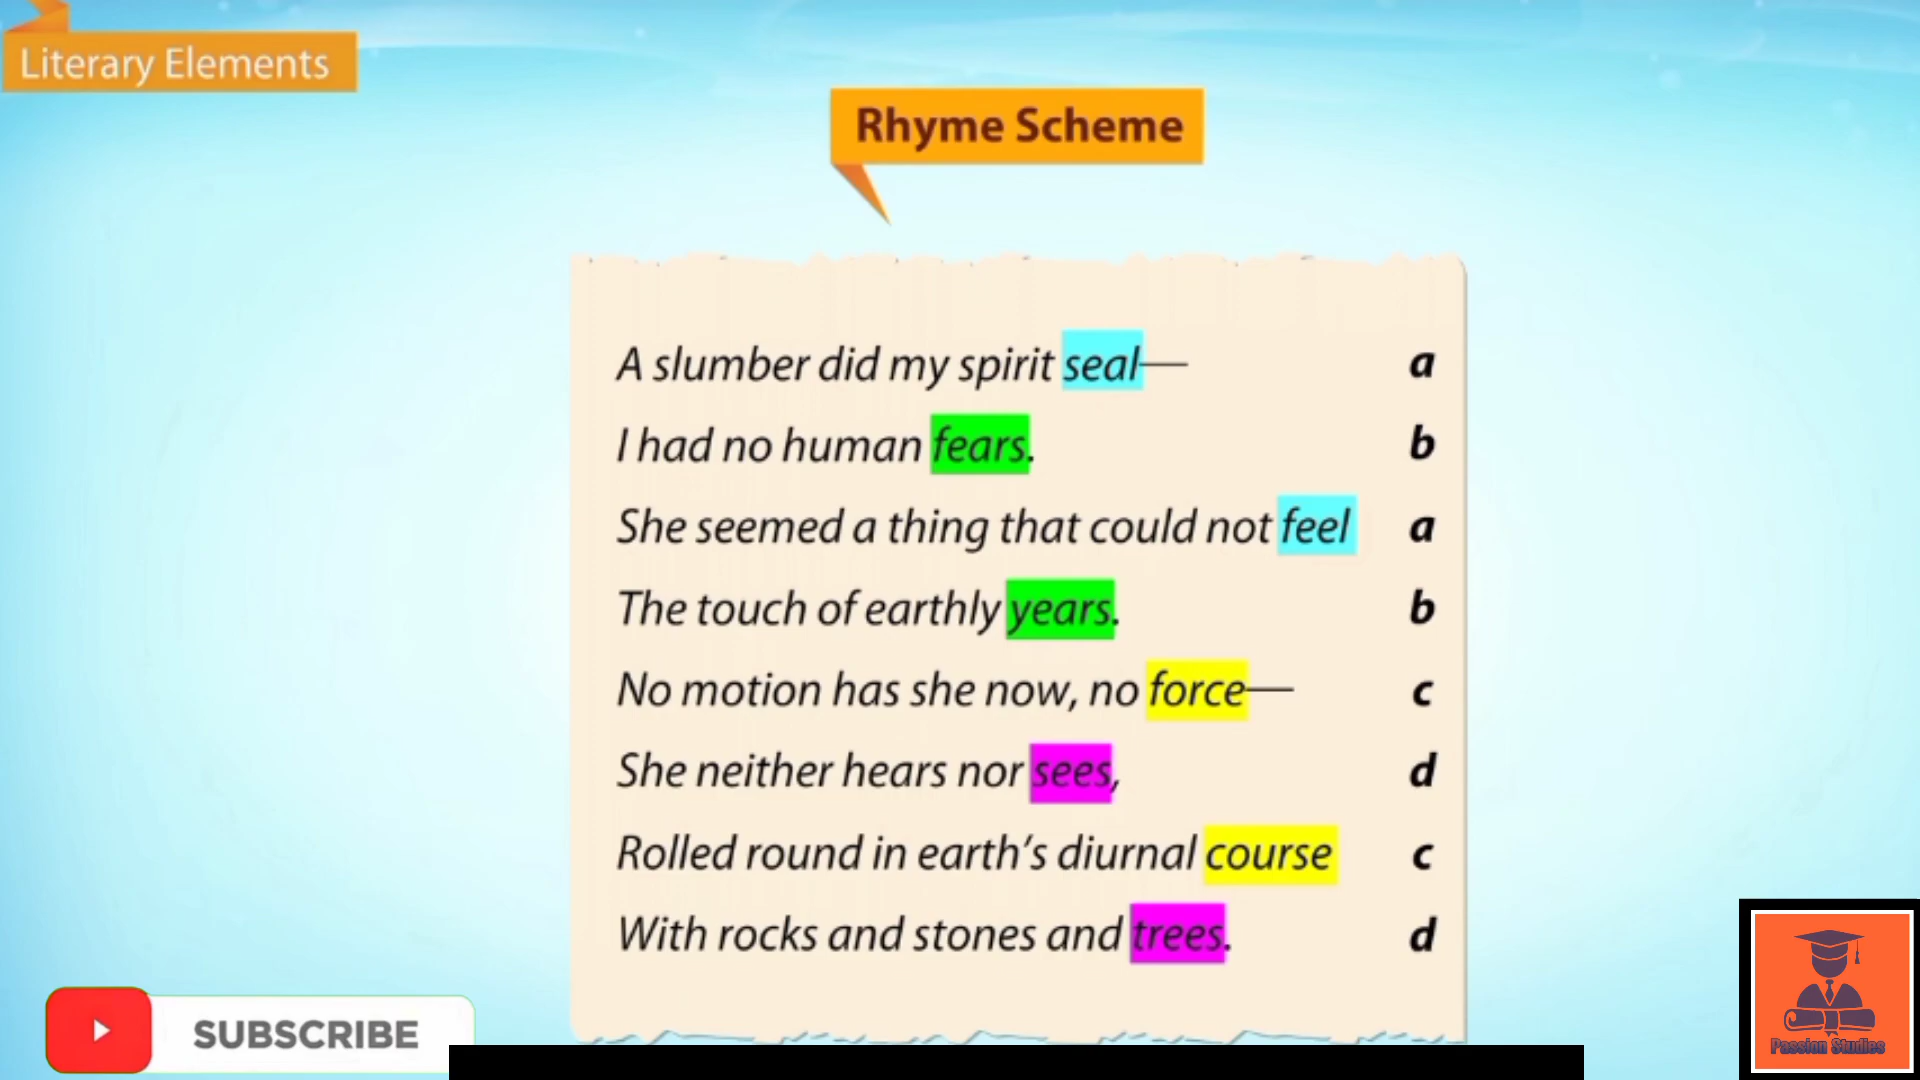 Literary Elements
Rhyme Scheme
A slumber did my spirit seal— a
I had no human fears. b
She seemed a thing that could not feel a
The touch of earthly years. b
No motion has she now, no force— c
She neither hears nor sees, d
Rolled round in earth’s diurnal course c
With rocks and stones and trees. d
SUBSCRIBE
Passion Studies